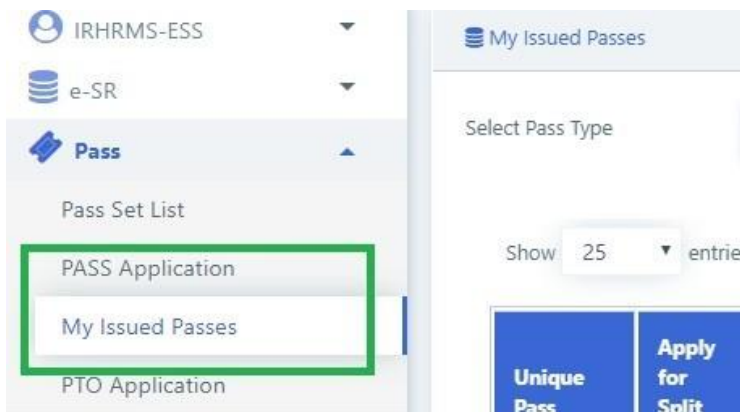 IRHRMS-ESS
e-SR
Pass
Pass Set List
PASS Application
My Issued Passes
PTO Application
My Issued Passes
Select Pass Type
Show 25 entrie
Unique
Pass
Apply
for
Split